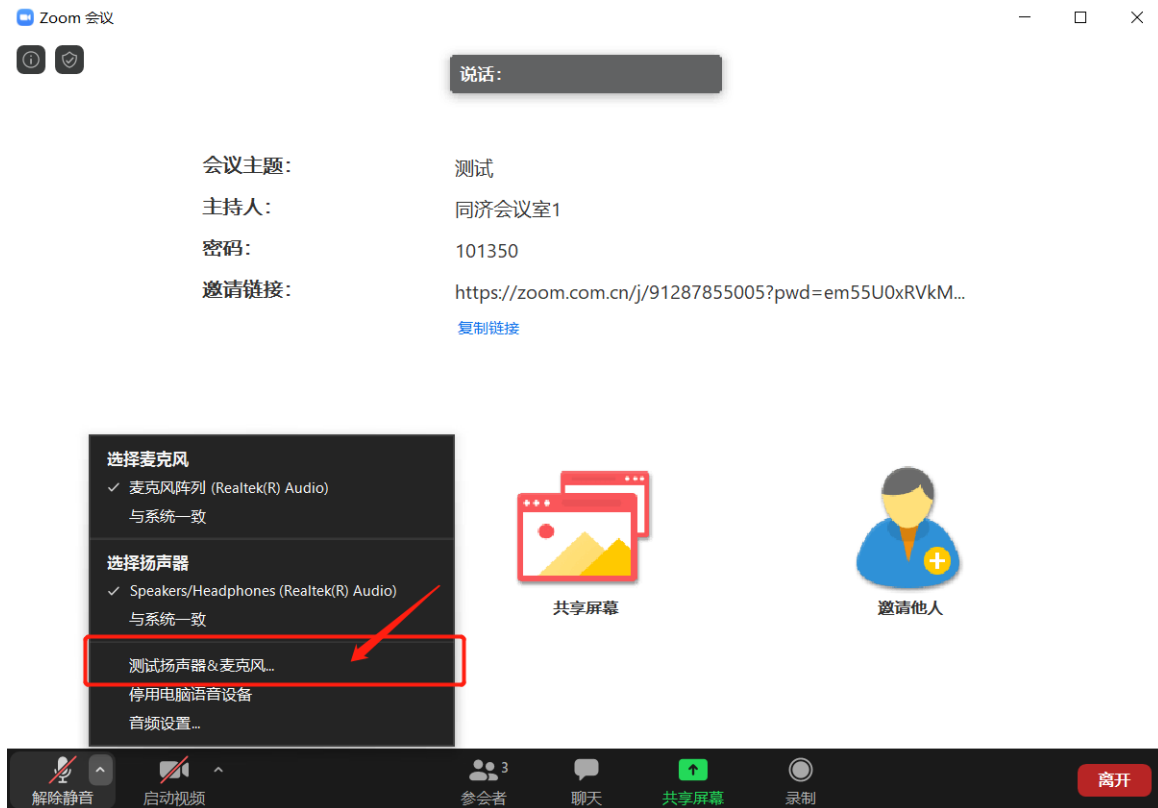 Zoom 会议
说话：
会议主题： 测试
主持人： 同济会议室1
密码： 101350
邀请链接： https://zoom.com.cn/j/91287855005?pwd=em55U0xRVkM...
复制链接
选择麦克风
麦克风阵列 (Realtek(R) Audio)
与系统一致
选择扬声器
Speakers/Headphones (Realtek(R) Audio)
与系统一致
测试扬声器&麦克风...
停用电脑语音设备
音频设置...
共享屏幕
邀请他人
解除静音
启动视频
3
参会者
聊天
共享屏幕
录制
离开